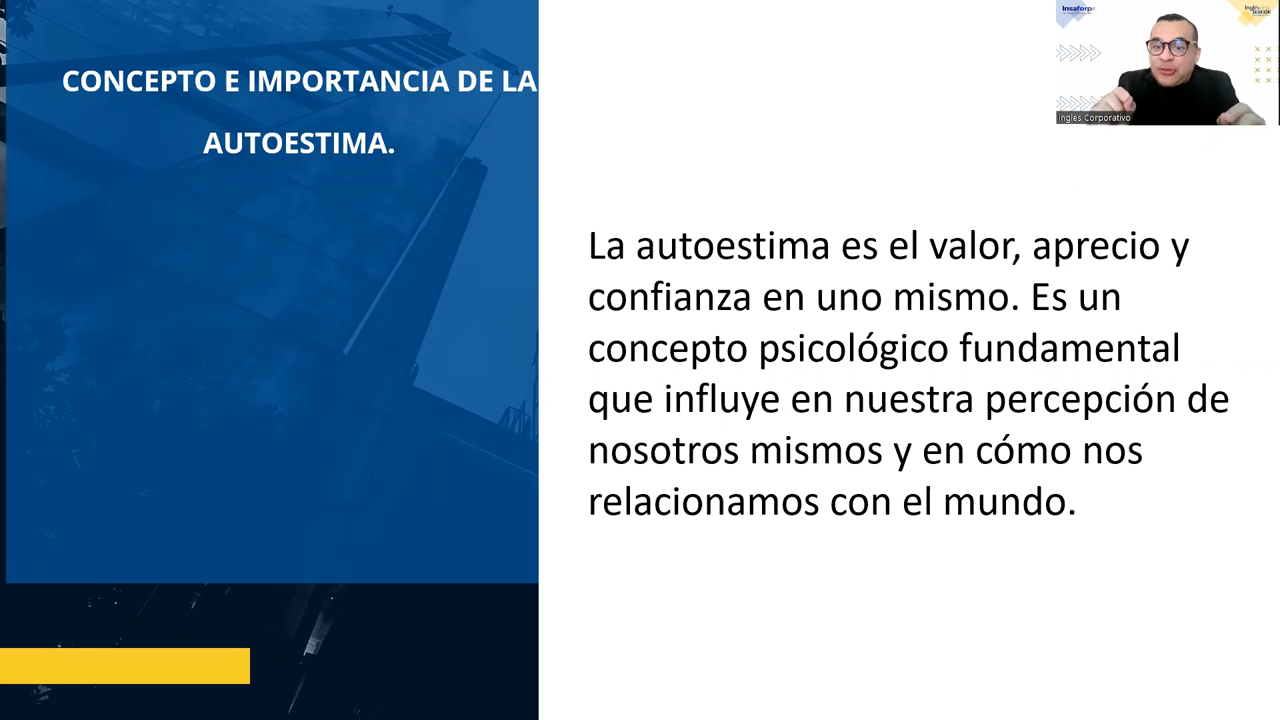 CONCEPTO E IMPORTANCIA DE LA
AUTOESTIMA.
Insaforp
Ingles Corporativo
La autoestima es el valor, aprecio y
confianza en uno mismo. Es un
concepto psicológico fundamental
que influye en nuestra percepción de
nosotros mismos y en cómo nos
relacionamos con el mundo.